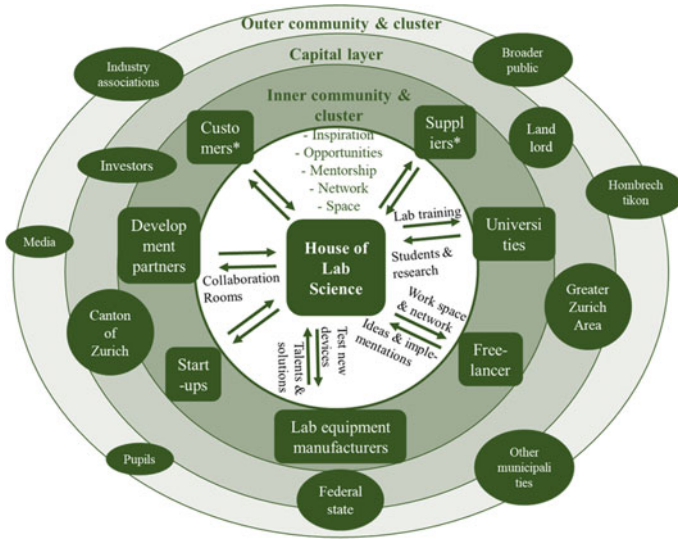 Outer community & cluster
Capital layer
Inner community &
cluster
- Inspiration
- Opportunities
- Mentorship
- Network
- Space
Industry
associations
Broader
public
Custo
mers*
Suppl
iers*
Land
lord
Investors
Hombrech
tikon
Media
Develop
ment
partners
House of
Lab
Science
Lab training
Students &
research
Universi
ties
Collaboration
Rooms
Canton
of
Zurich
Greater
Zurich
Area
Work space
& network
Ideas & imple-
mentations
Start
-ups
Free-
lancer
Test new
devices
Talents &
solutions
Lab equipment
manufacturers
Pupils
Other
municipali
ties
Federal
state